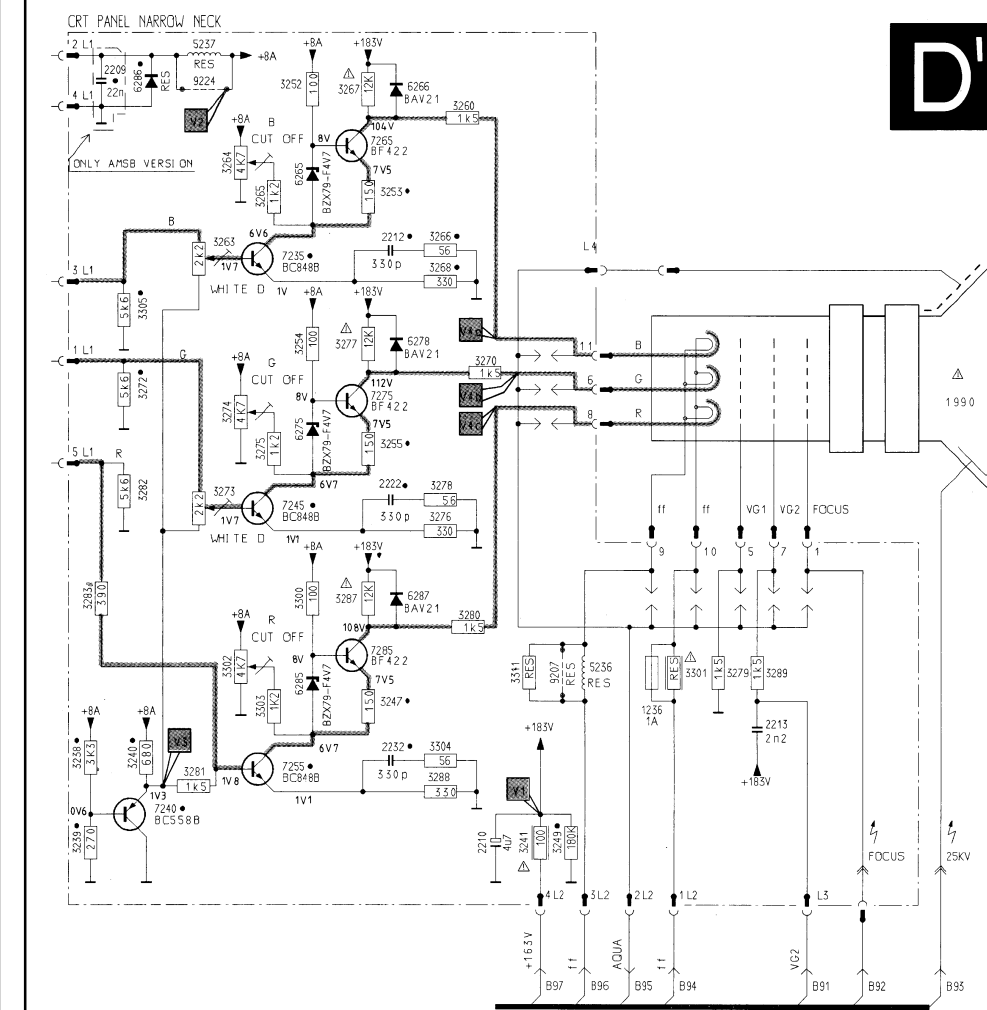 CRT PANEL NARROW NECK
D'
2 L1
5237
RES
9224
+8A
2209
22n
6286
RES
4 L1
V2
ONLY AMSB VERSION
+8A
+183V
3252
100
3267
12K
6266
BAV21
3260
1k5
104V
+8A
B
CUT OFF
8V
7265
BF422
3264
4K7
7V5
3265
1k2
6265
BZX79-F4V7
150
3253
B
6V6
3263
2k2
1V7
7235
BC848B
WHITE D
1V
2212
330p
3266
56
3268
330
L4
3 L1
5k6
3305
+8A
+183V
3254
100
3277
12K
6278
BAV21
V4a
3270
1k5
V4b
V4c
11
B
6
G
8
R
1990
1 L1
G
5k6
3272
+8A
G
CUT OFF
112V
8V
7275
BF422
3274
4K7
7V5
3275
1K2
6275
BZX79-F4V7
150
3255
5 L1
R
5k6
3282
6V7
3273
2k2
1V7
7245
BC848B
WHITE D
1V1
2222
330p
3278
56
3276
330
ff
ff
VG1
VG2
FOCUS
9
10
5
7
1
+8A
+183V
3283
390
3300
100
3287
12K
6287
BAV21
3280
1k5
+8A
R
CUT OFF
108V
8V
7285
BF422
3302
4K7
7V5
3303
1K2
6285
BZX79-F4V7
150
3247
3341
RES
9207
RES
5236
RES
1236
1A
RES
3301
1k5
3279
1k5
3289
2213
2n2
+183V
+8A
+8A
3238
3K3
3240
680
V3
3281
1k5
1V3
1V8
6V7
7255
BC848B
1V1
2232
330p
3304
56
3288
330
0V6
7240
BC558B
3239
270
+183V
V1
2210
4u7
3241
100
3249
180K
FOCUS
25KV
4 L2
3 L2
2 L2
1 L2
L3
+163V
ff
AQUA
ff
VG2
B97
B96
B95
B94
B91
B92
B93